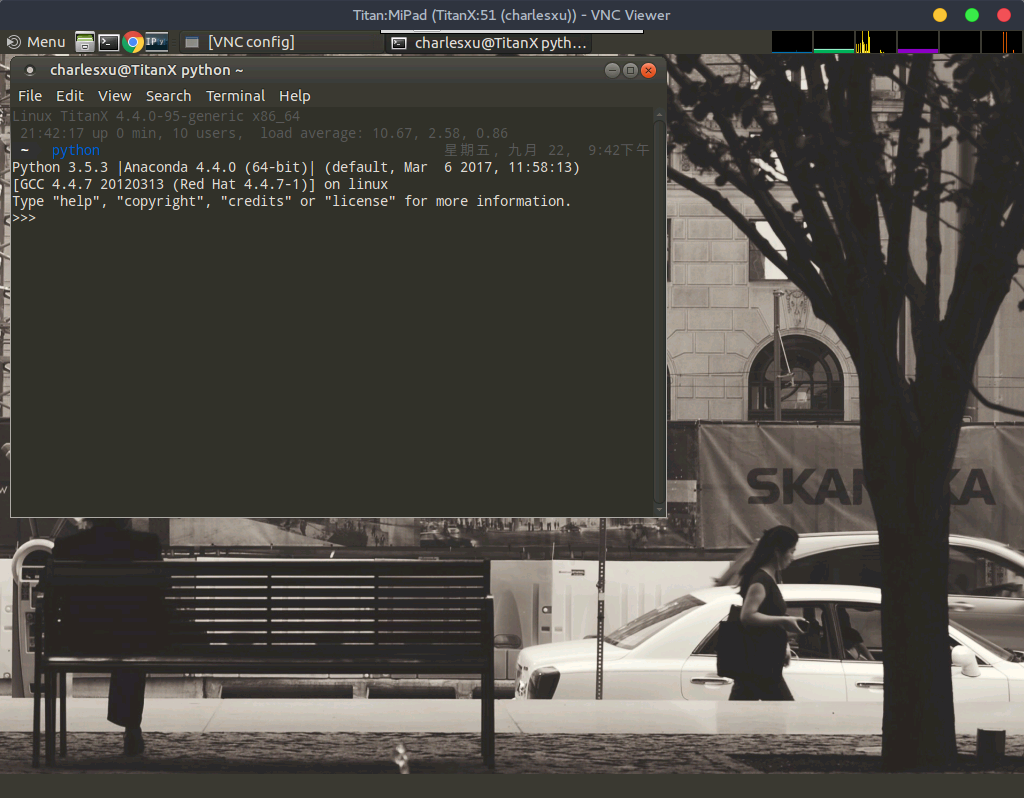 Titan:MiPad (TitanX:51 (charlesxu)) - VNC Viewer
Menu
IP y
[VNC config]
charlesxu@TitanX pyth...
charlesxu@TitanX python ~
File Edit View Search Terminal Help
Linux TitanX 4.4.0-95-generic x86_64
21:42:17 up 0 min, 10 users, load average: 10.67, 2.58, 0.86
~ python 星期五, 九月 22, 9:42下午
Python 3.5.3 |Anaconda 4.4.0 (64-bit)| (default, Mar  6 2017, 11:58:13)
[GCC 4.4.7 20120313 (Red Hat 4.4.7-1)] on linux
Type "help", "copyright", "credits" or "license" for more information.
>>>